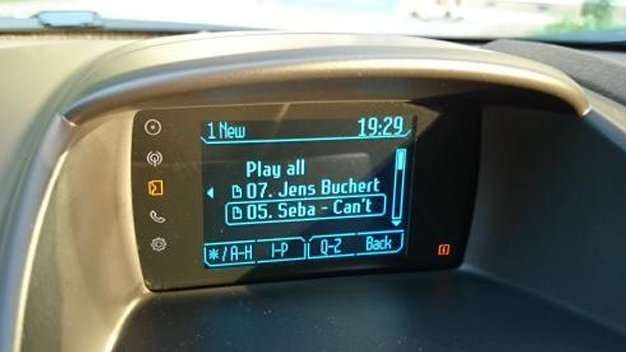 1 New 19:29
Play all
07. Jens Buchert
05. Seba - Can't
*/A-H I-P Q-Z Back